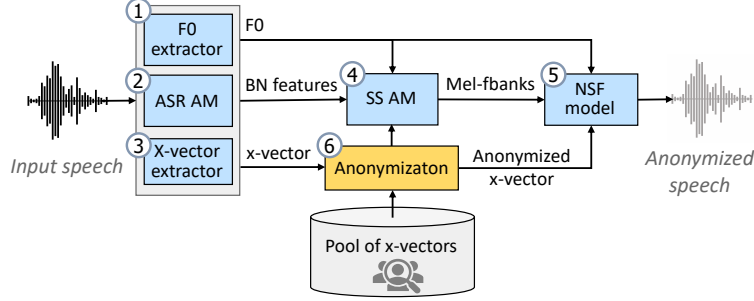 1
F0
extractor
F0
2
ASR AM
BN features
3
X-vector
extractor
x-vector
Input speech
4
SS AM
Mel-fbanks
5
NSF
model
6
Anonymizaton
Anonymized
x-vector
Anonymized
speech
Pool of x-vectors